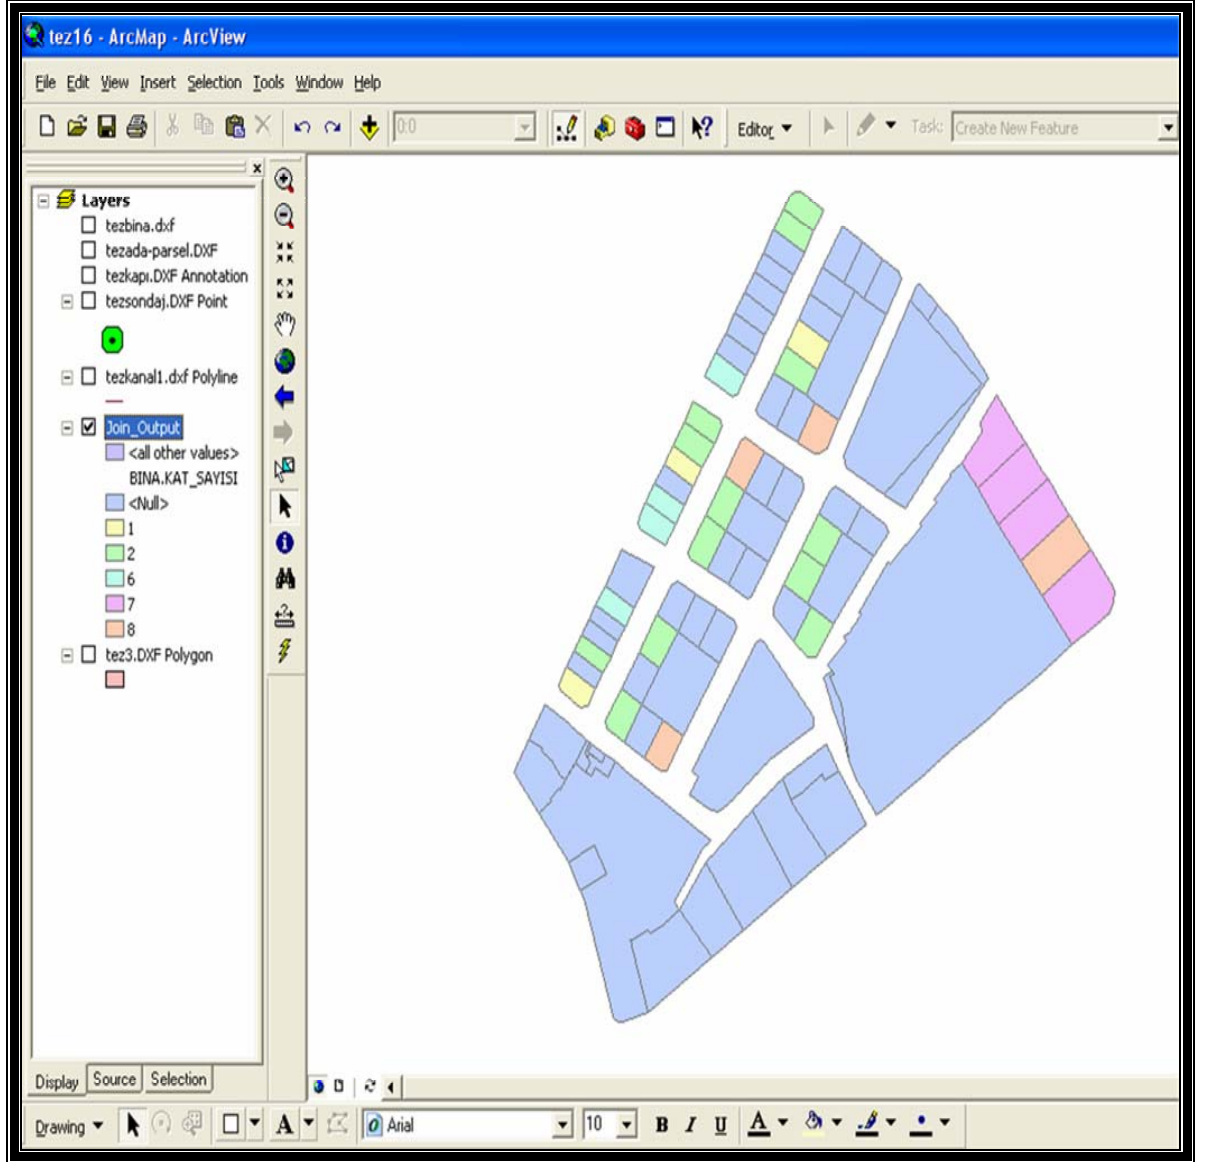 tez16 - ArcMap - ArcView
File Edit View Insert Selection Tools Window Help
0:0
Editor
Task:
Create New Feature
Layers
tezbina.dxf
tezada-parsel.DXF
tezkapı.DXF Annotation
tezsondaj.DXF Point
tezkanal1.dxf Polyline
Join_Output
<all other values>
BINA.KAT_SAYISI
<Null>
1
2
6
7
8
tez3.DXF Polygon
Display Source Selection
Drawing
A
Arial
10
B I U A